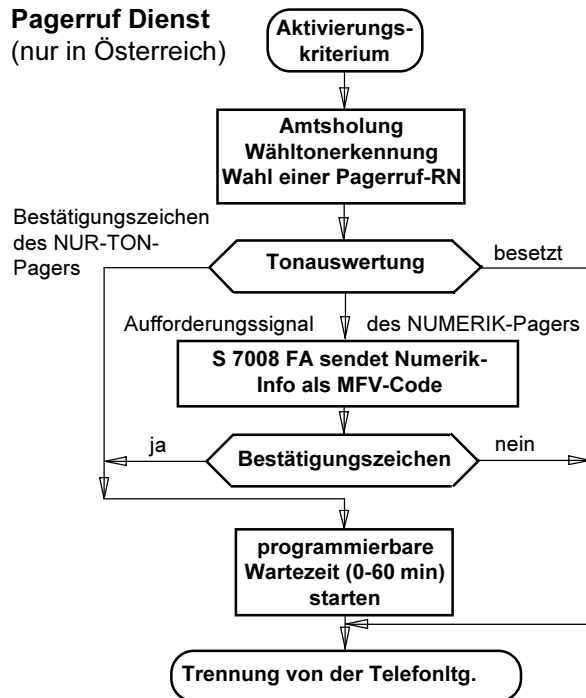 Pagerruf Dienst
(nur in Österreich)
Aktivierungs-
kriterium
Amtsholung
Wähltonerkennung
Wahl einer Pagerruf-RN
Bestätigungszeichen
des NUR-TON-
Pagers
Tonauswertung
besetzt
Aufforderungssignal
des NUMERIK-Pagers
S 7008 FA sendet Numerik-
Info als MFV-Code
ja
Bestätigungszeichen
nein
programmierbare
Wartezeit (0-60 min)
starten
Trennung von der Telefonltg.